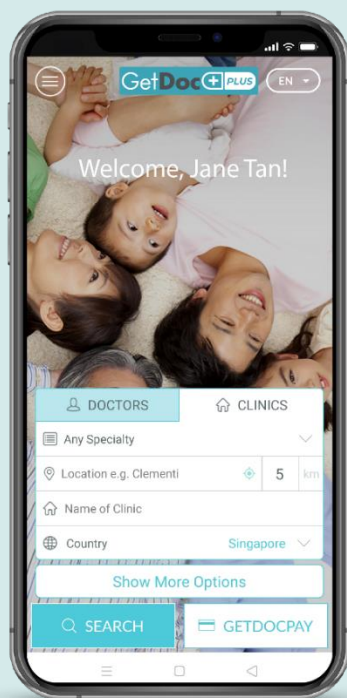 GetDoc PLUS
EN
Welcome, Jane Tan!
DOCTORS
CLINICS
Any Specialty
Location e.g. Clementi
5
km
Name of Clinic
Country
Singapore
Show More Options
SEARCH
GETDOCPAY